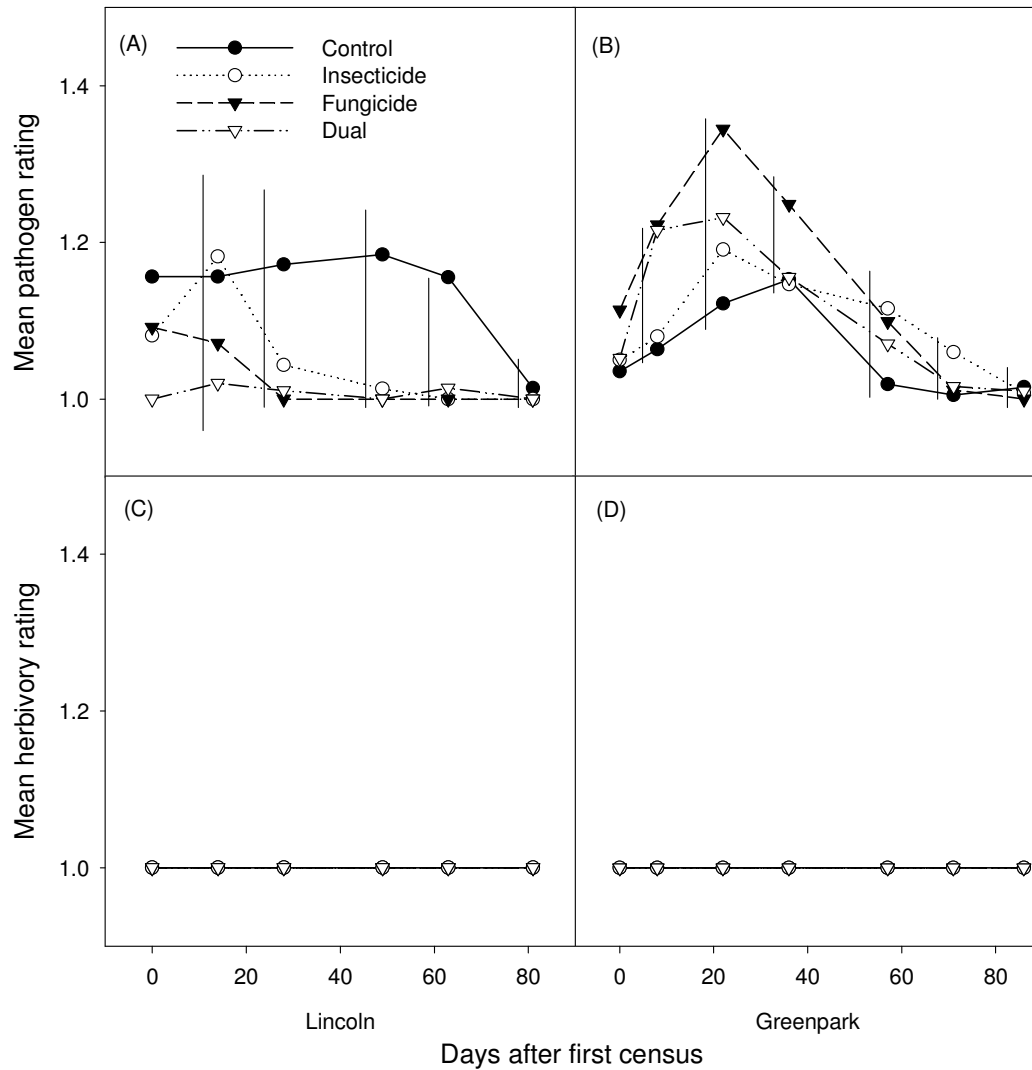 (A)
Control
Insecticide
Fungicide
Dual
(B)
1.4
1.2
1.0
Mean pathogen rating
(C)
(D)
1.4
1.2
1.0
Mean herbivory rating
0 20 40 60 80 0 20 40 60 80
Lincoln Greenpark
Days after first census